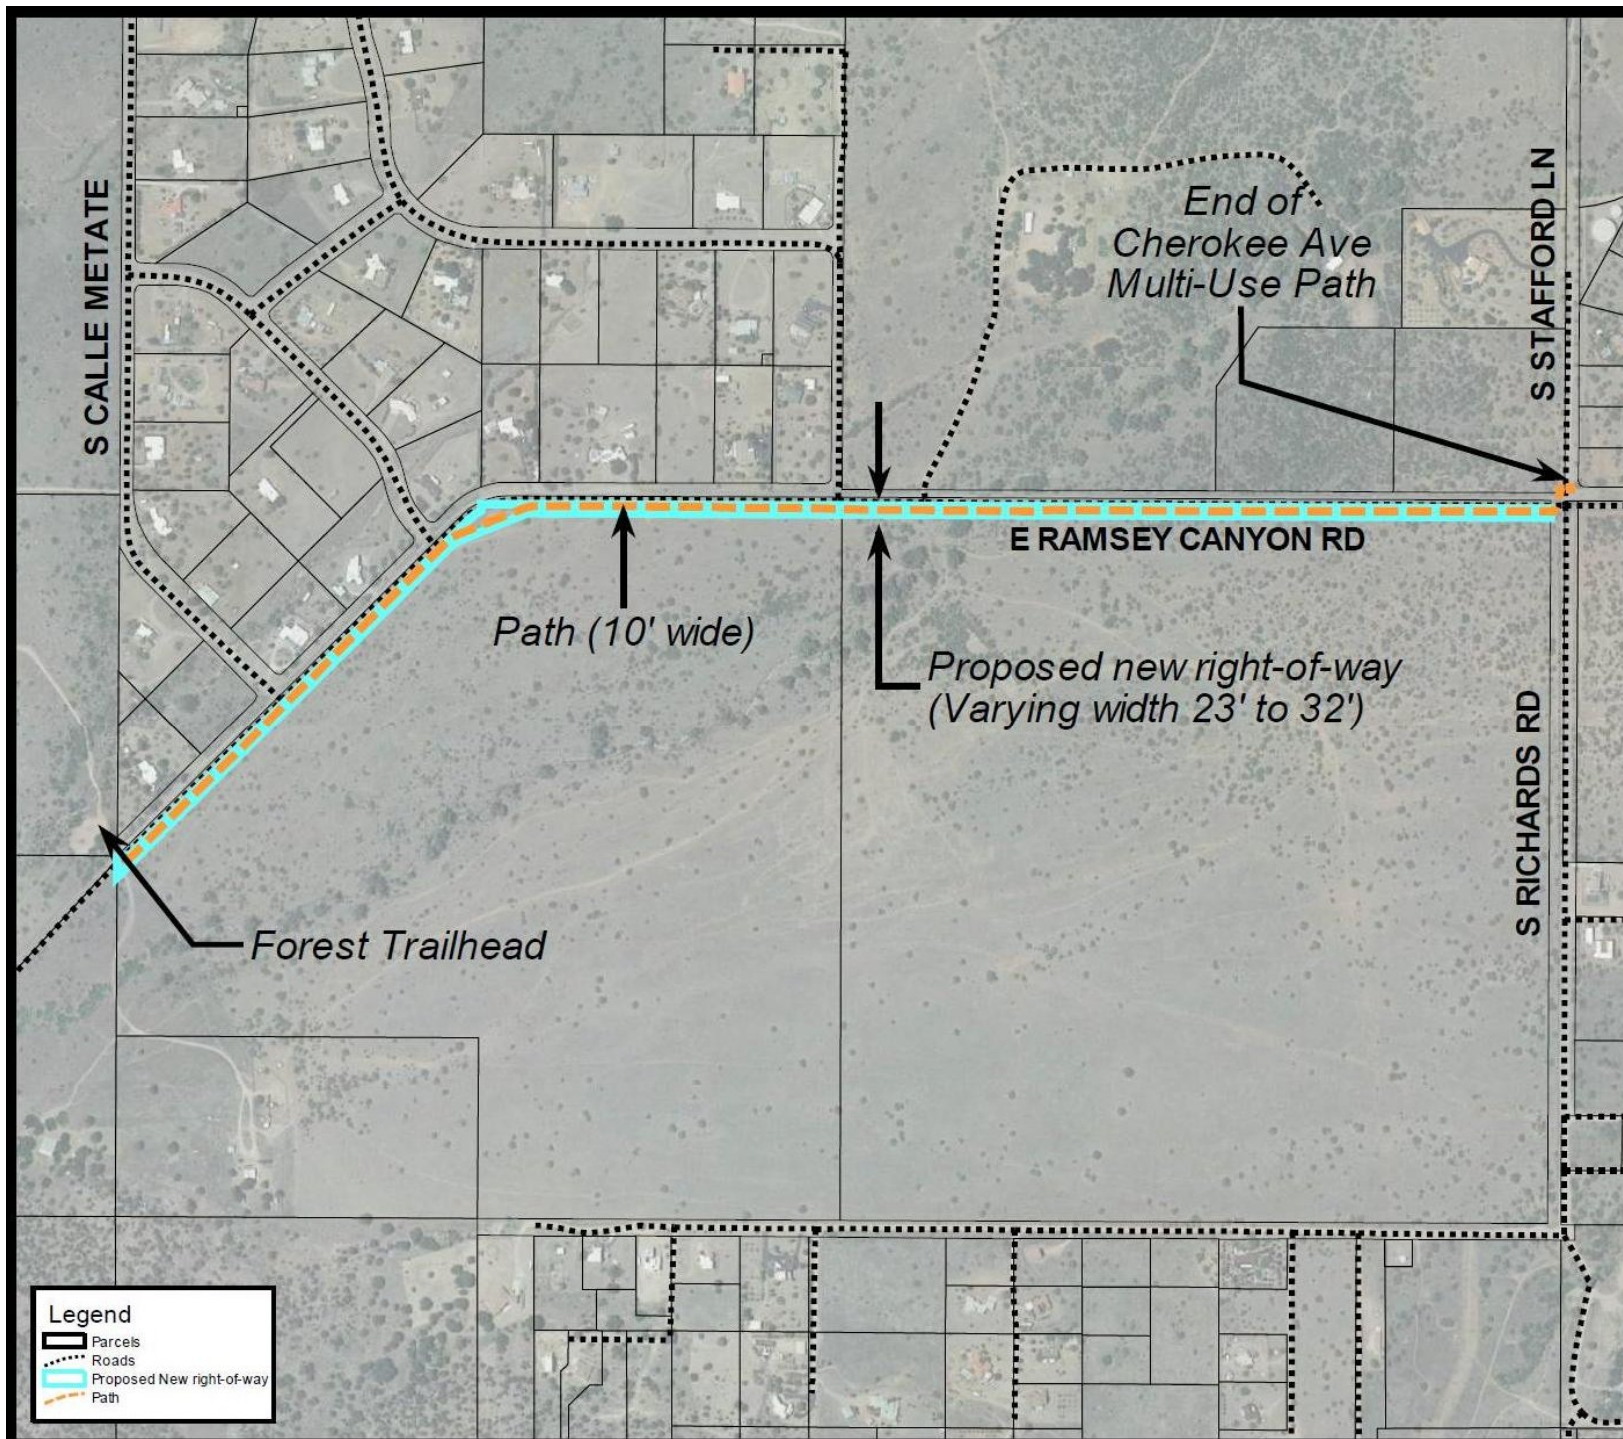 S CALLE METATE
End of
Cherokee Ave
Multi-Use Path
S STAFFORD LN
E RAMSEY CANYON RD
Path (10' wide)
Proposed new right-of-way
(Varying width 23' to 32')
S RICHARDS RD
Forest Trailhead
Legend
Parcels
Roads
Proposed New right-of-way
Path